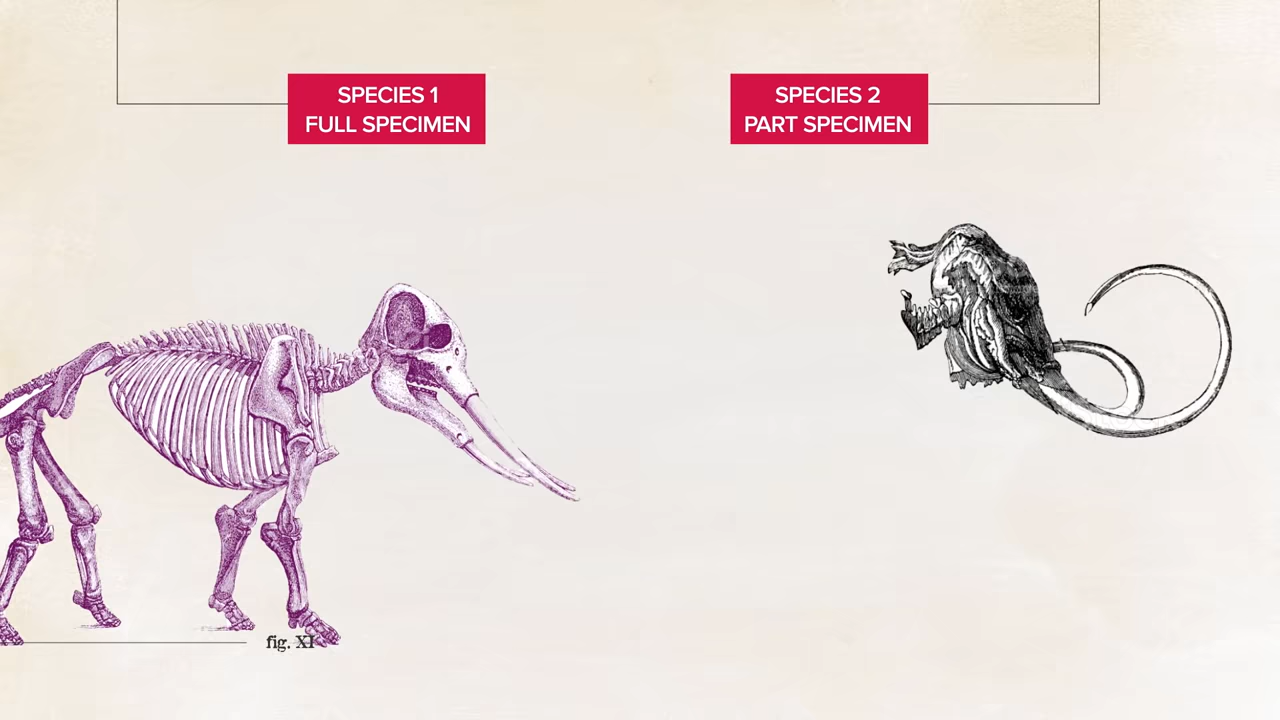 SPECIES 1
FULL SPECIMEN
SPECIES 2
PART SPECIMEN
fig. XI